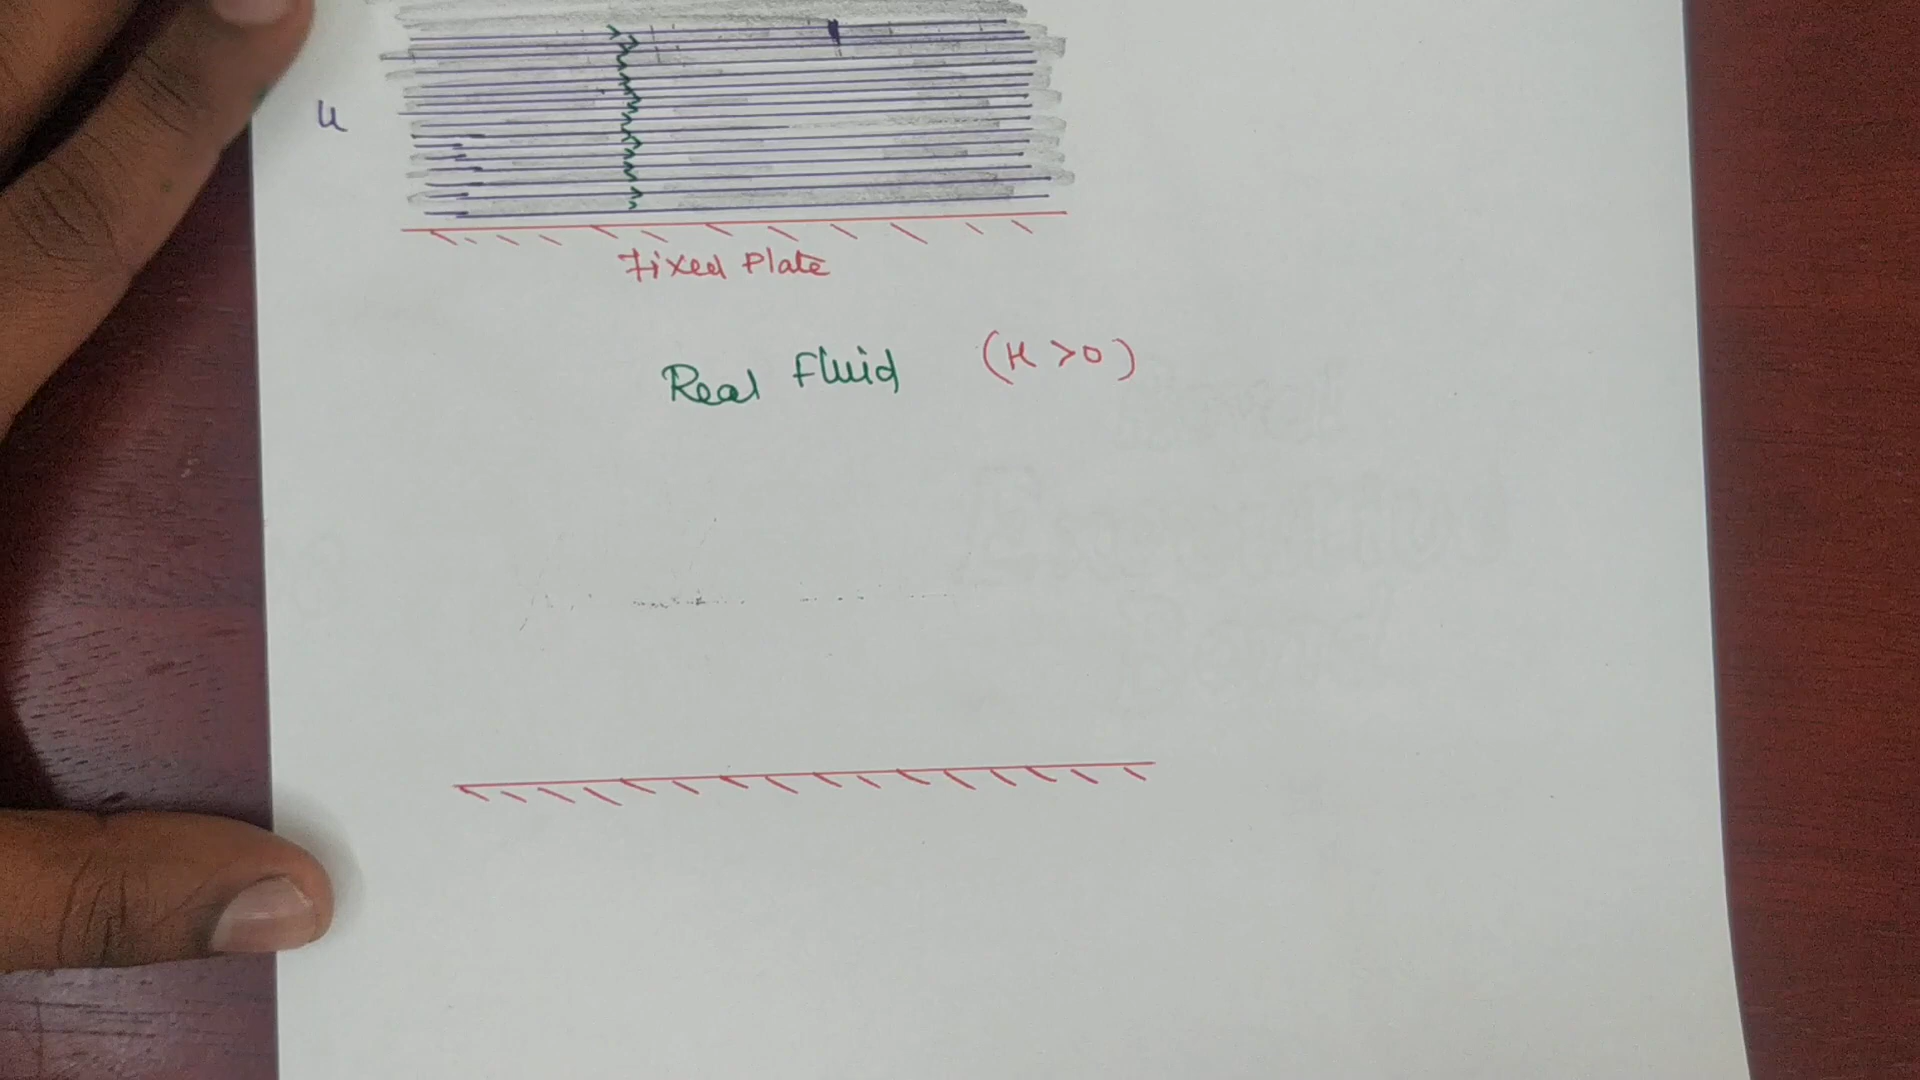 u
Fixed Plate
Real Fluid (μ >0)